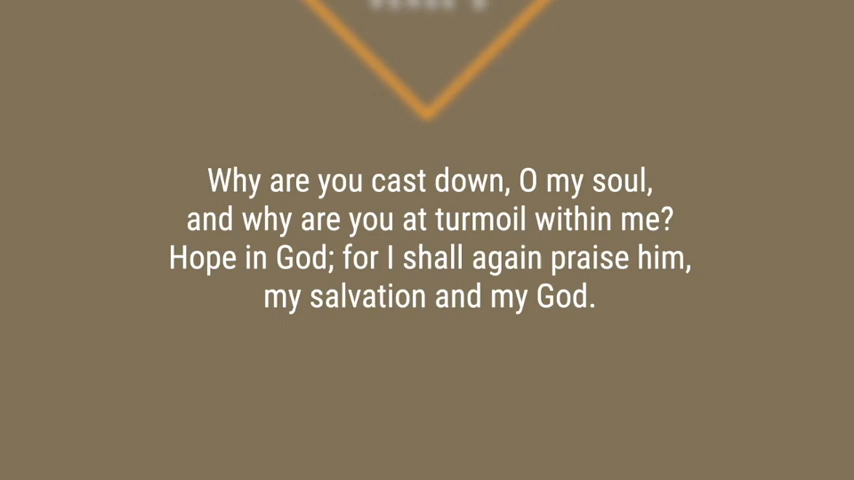 Why are you cast down, O my soul,
and why are you at turmoil within me?
Hope in God; for I shall again praise him,
my salvation and my God.